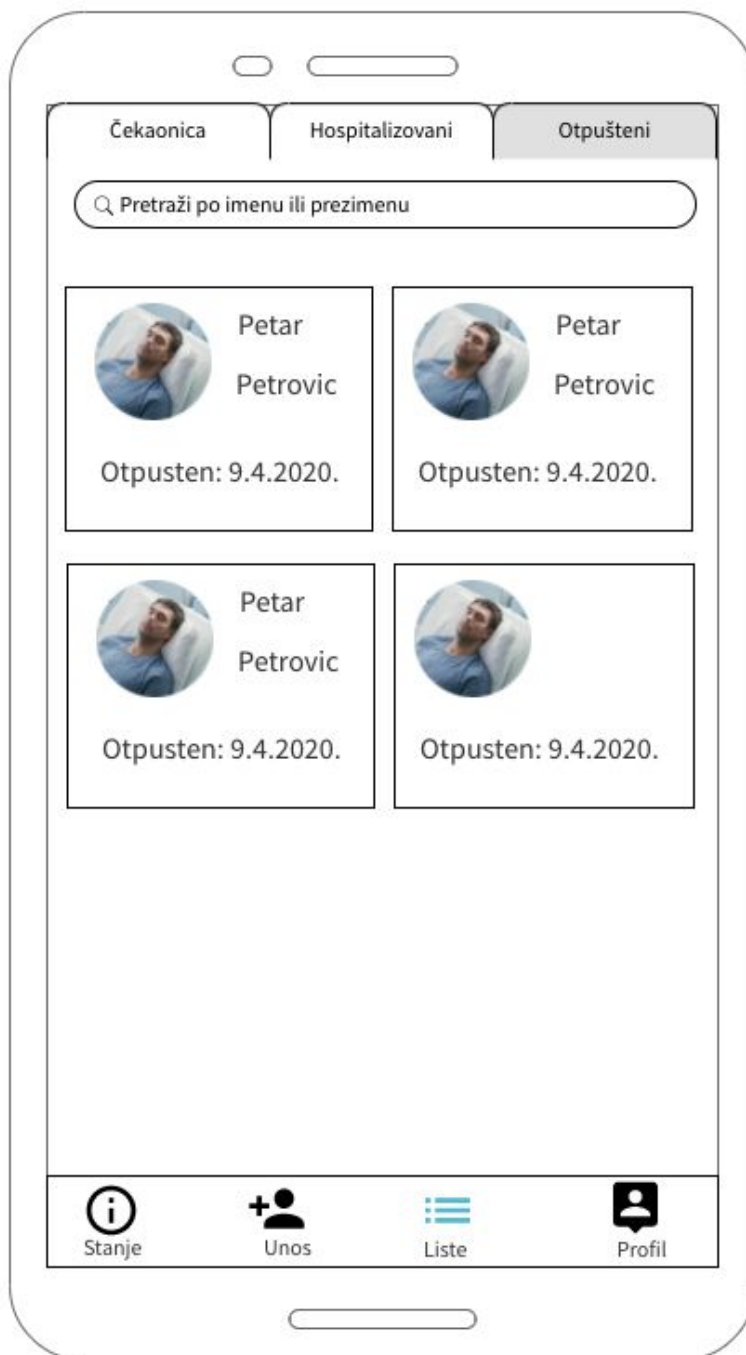 Čekaonica Hospitalizovani Otpušteni
Pretraži po imenu ili prezimenu
Petar
Petrovic
Otpusten: 9.4.2020.
Petar
Petrovic
Otpusten: 9.4.2020.
Petar
Petrovic
Otpusten: 9.4.2020.
Otpusten: 9.4.2020.
Stanje Unos Liste Profil